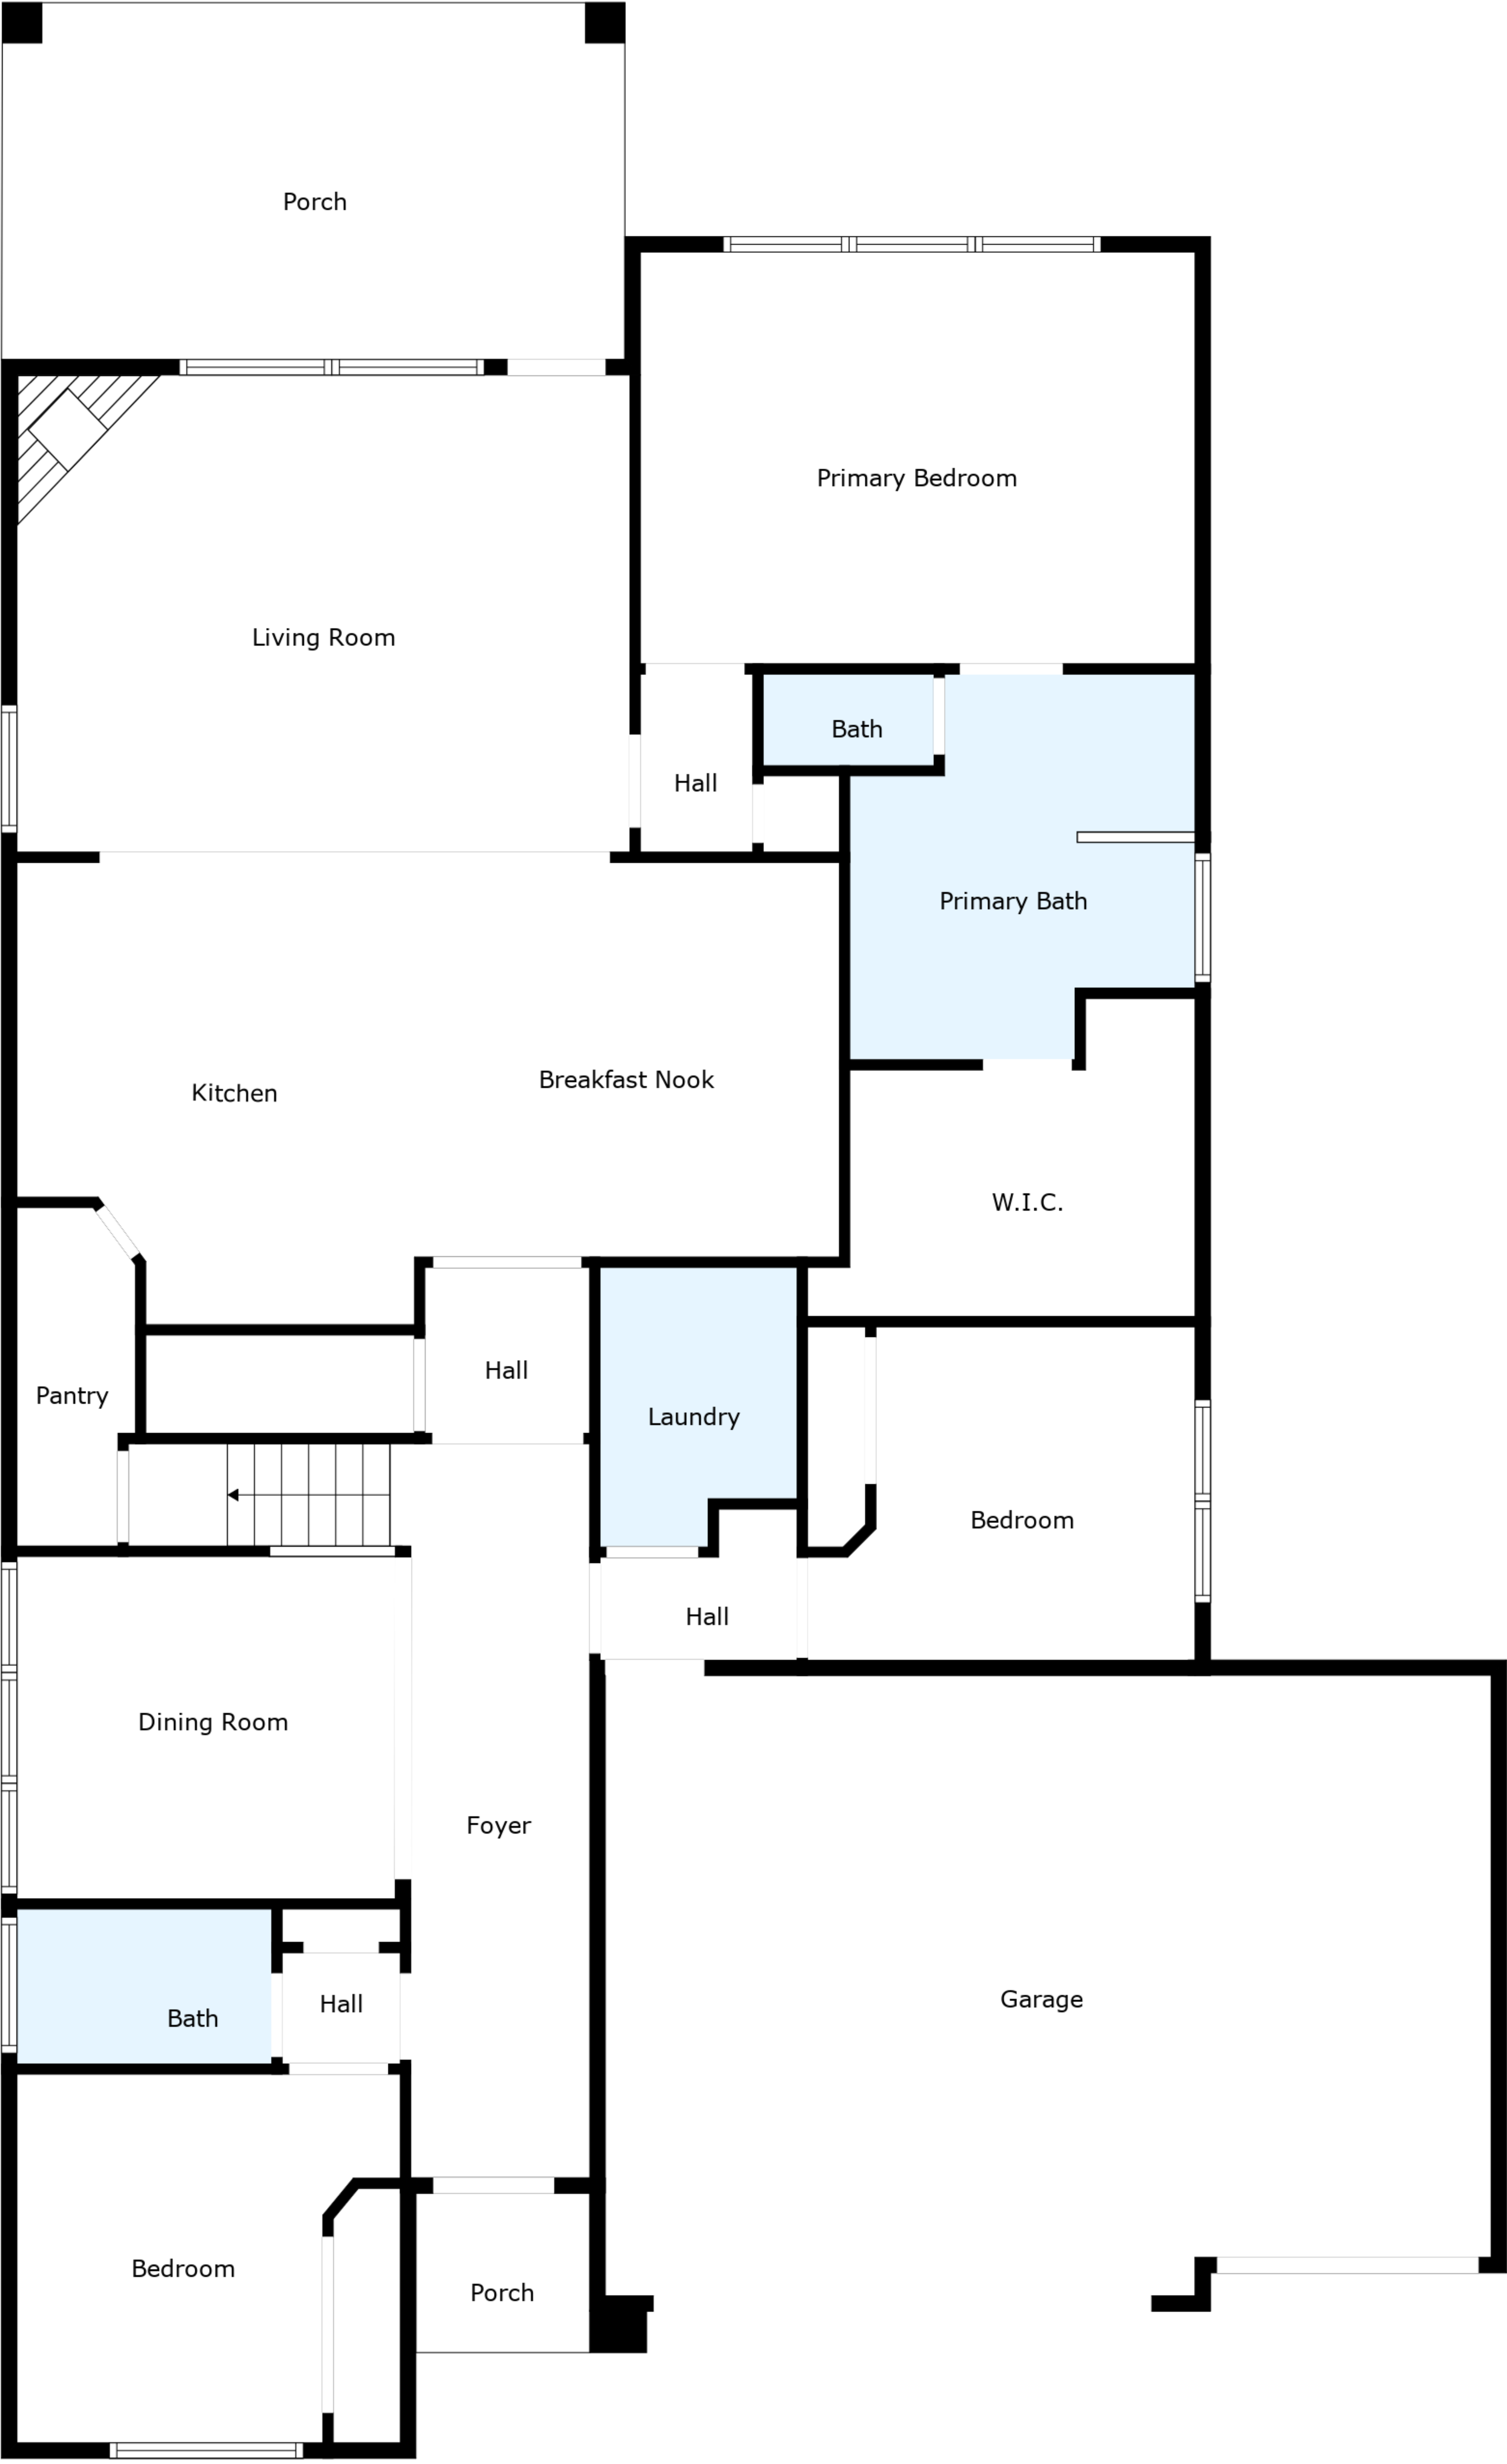 Porch
Primary Bedroom
Living Room
Bath
Hall
Primary Bath
Breakfast Nook
Kitchen
W.I.C.
Hall
Pantry
Laundry
Bedroom
Hall
Dining Room
Foyer
Garage
Hall
Bath
Bedroom
Porch